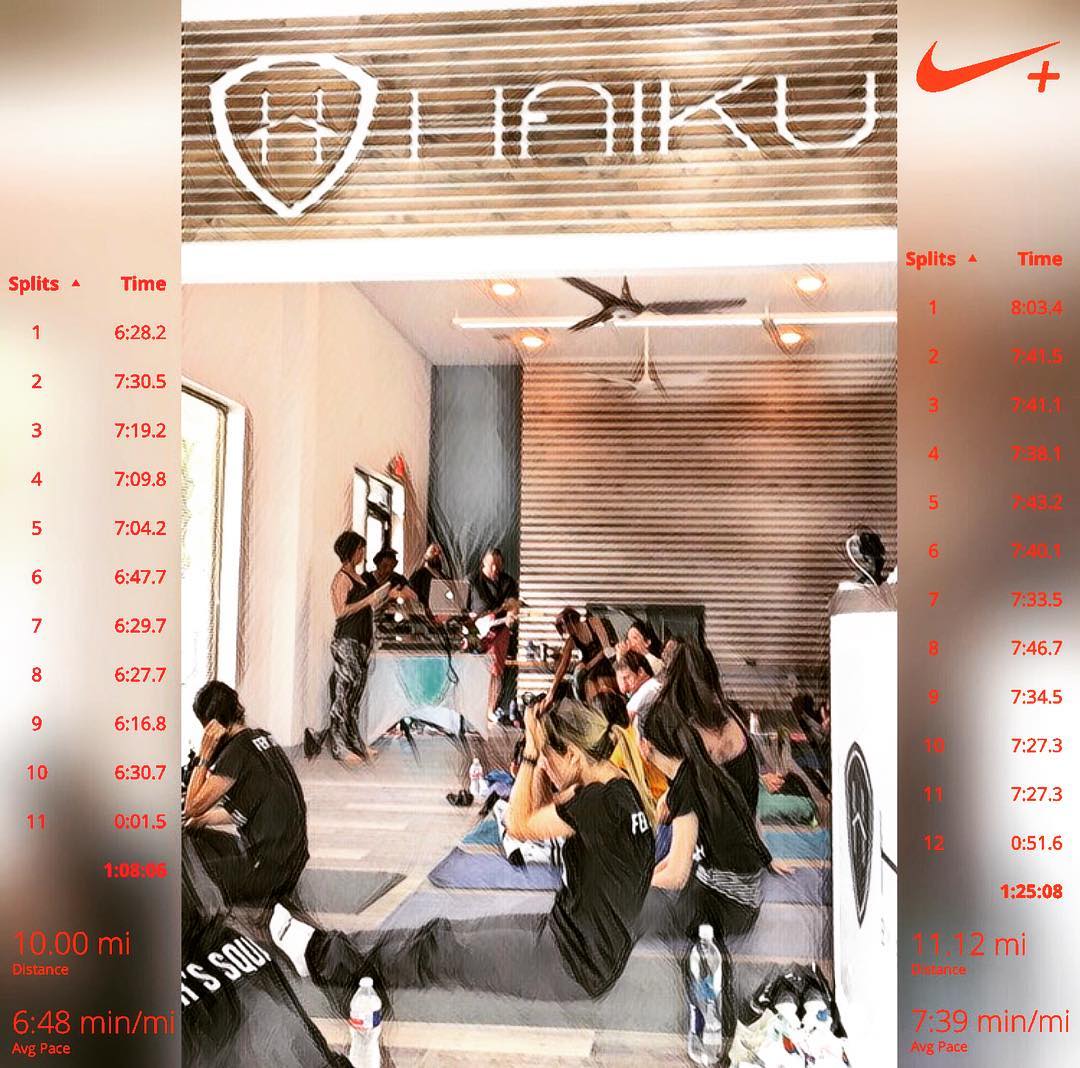 HAIKU
Splits ▲ Time
1 6:28.2
2 7:30.5
3 7:19.2
4 7:09.8
5 7:04.2
6 6:47.7
7 6:29.7
8 6:27.7
9 6:16.8
10 6:30.7
11 0:01.5
1:08:06
10.00 mi
Distance
6:48 min/mi
Avg Pace
+
Splits ▲ Time
1 8:03.4
2 7:41.5
3 7:41.1
4 7:38.1
5 7:43.2
6 7:40.1
7 7:33.5
8 7:46.7
9 7:34.5
10 7:27.3
11 7:27.3
12 0:51.6
1:25:08
11.12 mi
Distance
7:39 min/mi
Avg Pace